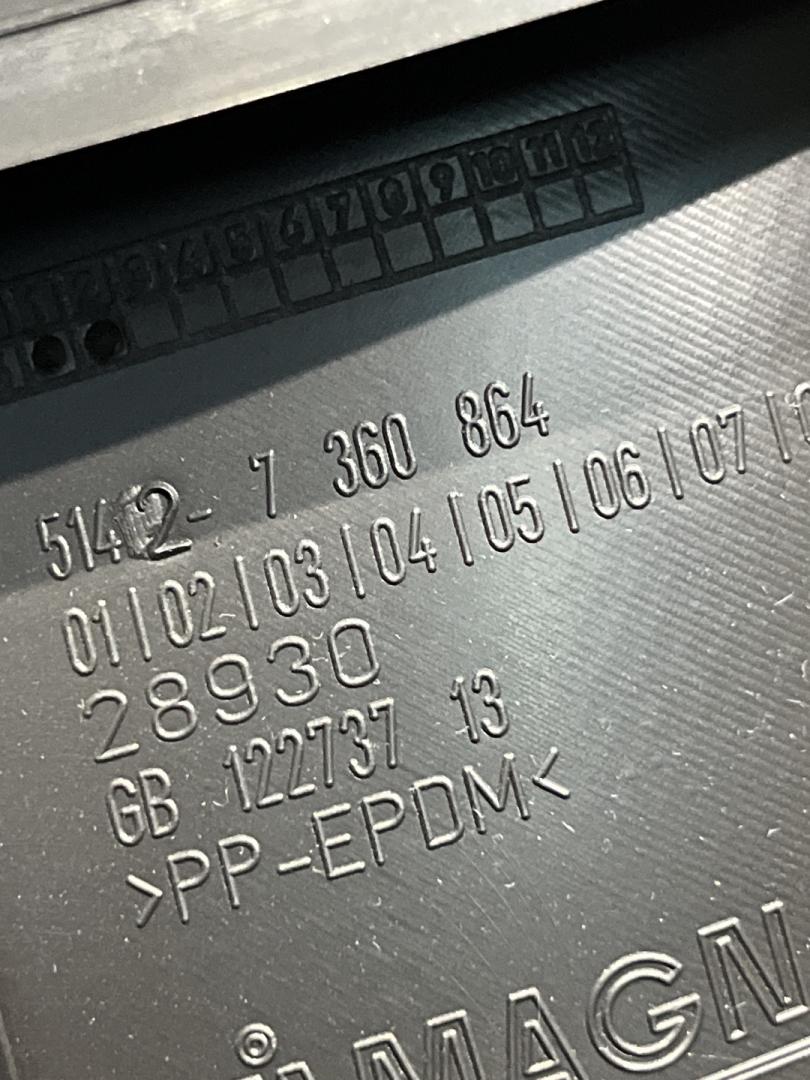 1 2 3 4 5 6 7 8 9 10 11 12
5142- 7 360 864
01|02|03|04|05|06|07|
28930
GB 122737 13
>PP-EPDM<
MAGN